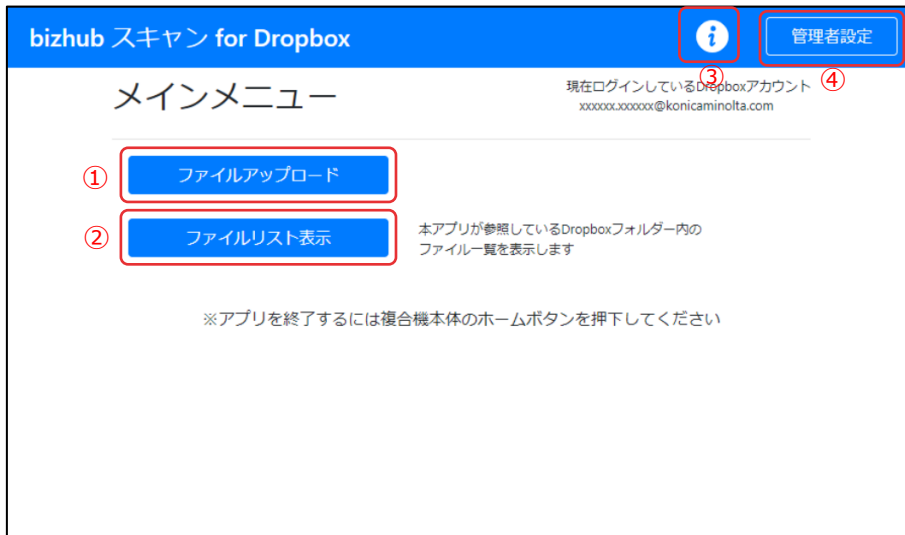 bizhub スキャン for Dropbox
管理者設定
③
④
メインメニュー
現在ログインしているDropboxアカウント
xxxxxx.xxxxxx@konicaminolta.com
①
ファイルアップロード
②
ファイルリスト表示
本アプリが参照しているDropboxフォルダー内の
ファイル一覧を表示します
※アプリを終了するには複合機本体のホームボタンを押下してください